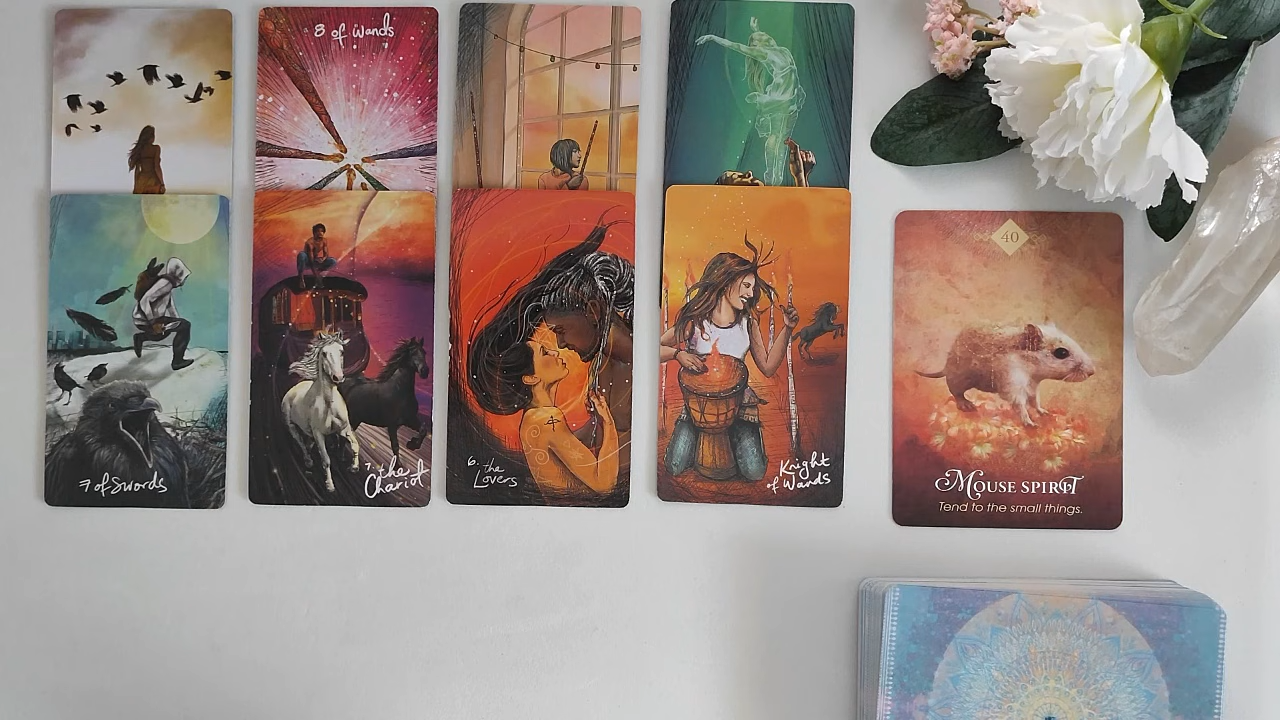 8 of Wands
7 of Swords
7. the
Chariot
6. the
Lovers
Knight
of Wands
40
MOUSE SPIRIT
Tend to the small things.